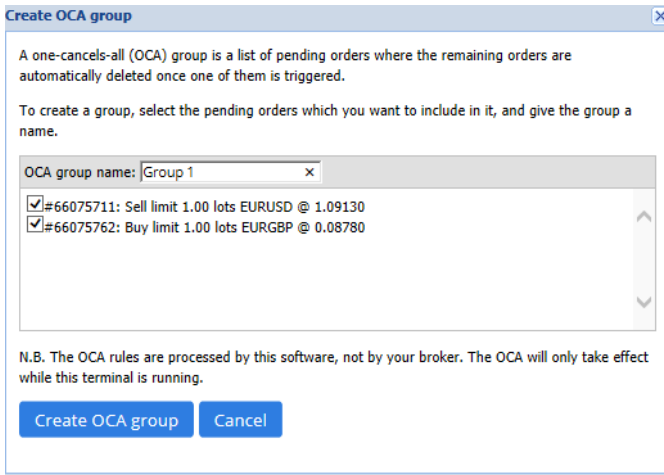 Create OCA group
A one-cancels-all (OCA) group is a list of pending orders where the remaining orders are
automatically deleted once one of them is triggered.
To create a group, select the pending orders which you want to include in it, and give the group a
name.
OCA group name: Group 1
#66075711: Sell limit 1.00 lots EURUSD @ 1.09130
#66075762: Buy limit 1.00 lots EURGBP @ 0.08780
N.B. The OCA rules are processed by this software, not by your broker. The OCA will only take effect
while this terminal is running.
Create OCA group Cancel